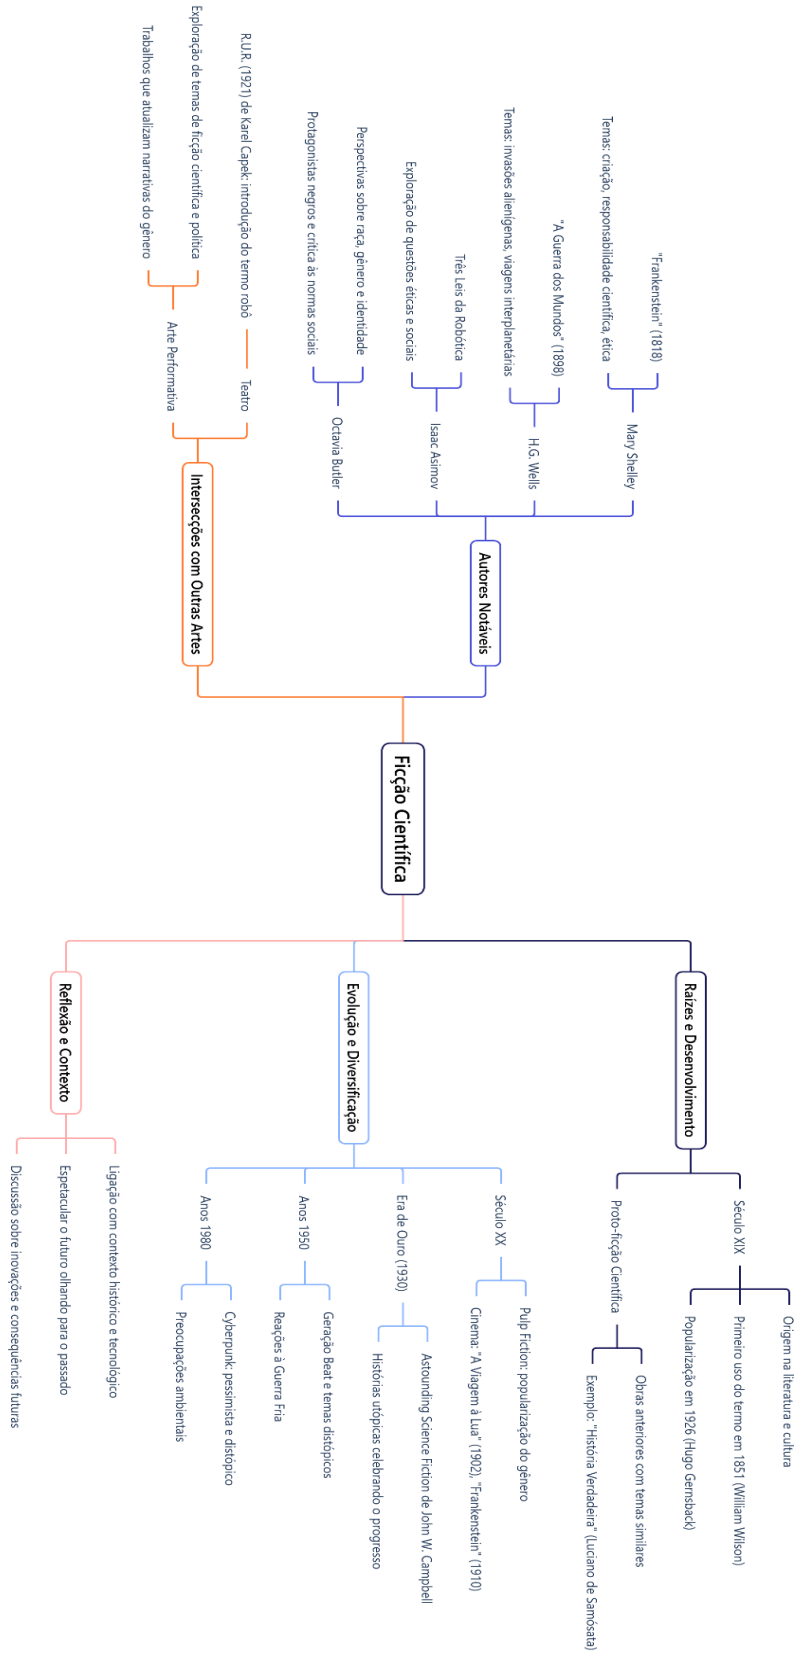 Ficção Científica
Raízes e Desenvolvimento
Século XIX
Origem na literatura e cultura
Primeiro uso do termo em 1851 (William Wilson)
Popularização em 1926 (Hugo Gernsback)
Proto-ficção Científica
Obras anteriores com temas similares
Exemplo: "História Verdadeira" (Luciano de Samósata)
Evolução e Diversificação
Século XX
Pulp Fiction: popularização do gênero
Cinema: "A Viagem à Lua" (1902), "Frankenstein" (1910)
Era de Ouro (1930)
Astounding Science Fiction de John W. Campbell
Histórias utópicas celebrando o progresso
Anos 1950
Geração Beat e temas distópicos
Reações à Guerra Fria
Anos 1980
Cyberpunk: pessimista e distópico
Preocupações ambientais
Reflexão e Contexto
Ligação com contexto histórico e tecnológico
Espetacular o futuro olhando para o passado
Discussão sobre inovações e consequências futuras
Autores Notáveis
Mary Shelley
"Frankenstein" (1818)
Temas: criação, responsabilidade científica, ética
H.G. Wells
"A Guerra dos Mundos" (1898)
Temas: invasões alienígenas, viagens interplanetárias
Isaac Asimov
Três Leis da Robótica
Exploração de questões éticas e sociais
Octavia Butler
Perspectivas sobre raça, gênero e identidade
Protagonistas negros e crítica às normas sociais
Intersecções com Outras Artes
Teatro
R.U.R. (1921) de Karel Capek: introdução do termo robô
Arte Performativa
Exploração de temas de ficção científica e política
Trabalhos que atualizam narrativas do gênero